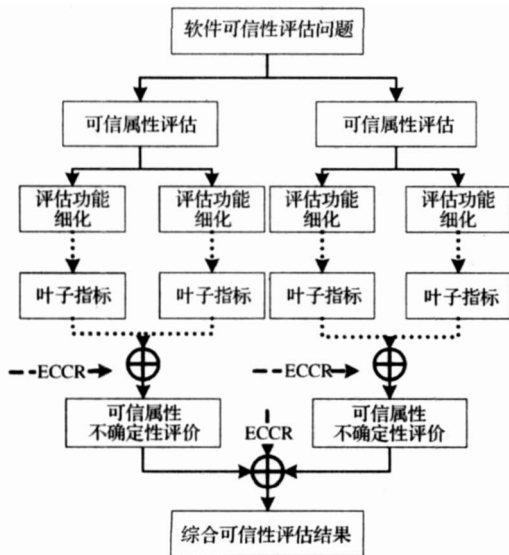 软件可信性评估问题
可信属性评估
可信属性评估
评估功能
细化
评估功能
细化
评估功能
细化
评估功能
细化
叶子指标
叶子指标
叶子指标
叶子指标
ECCR
ECCR
可信属性
不确定性评价
ECCR
可信属性
不确定性评价
综合可信性评估结果